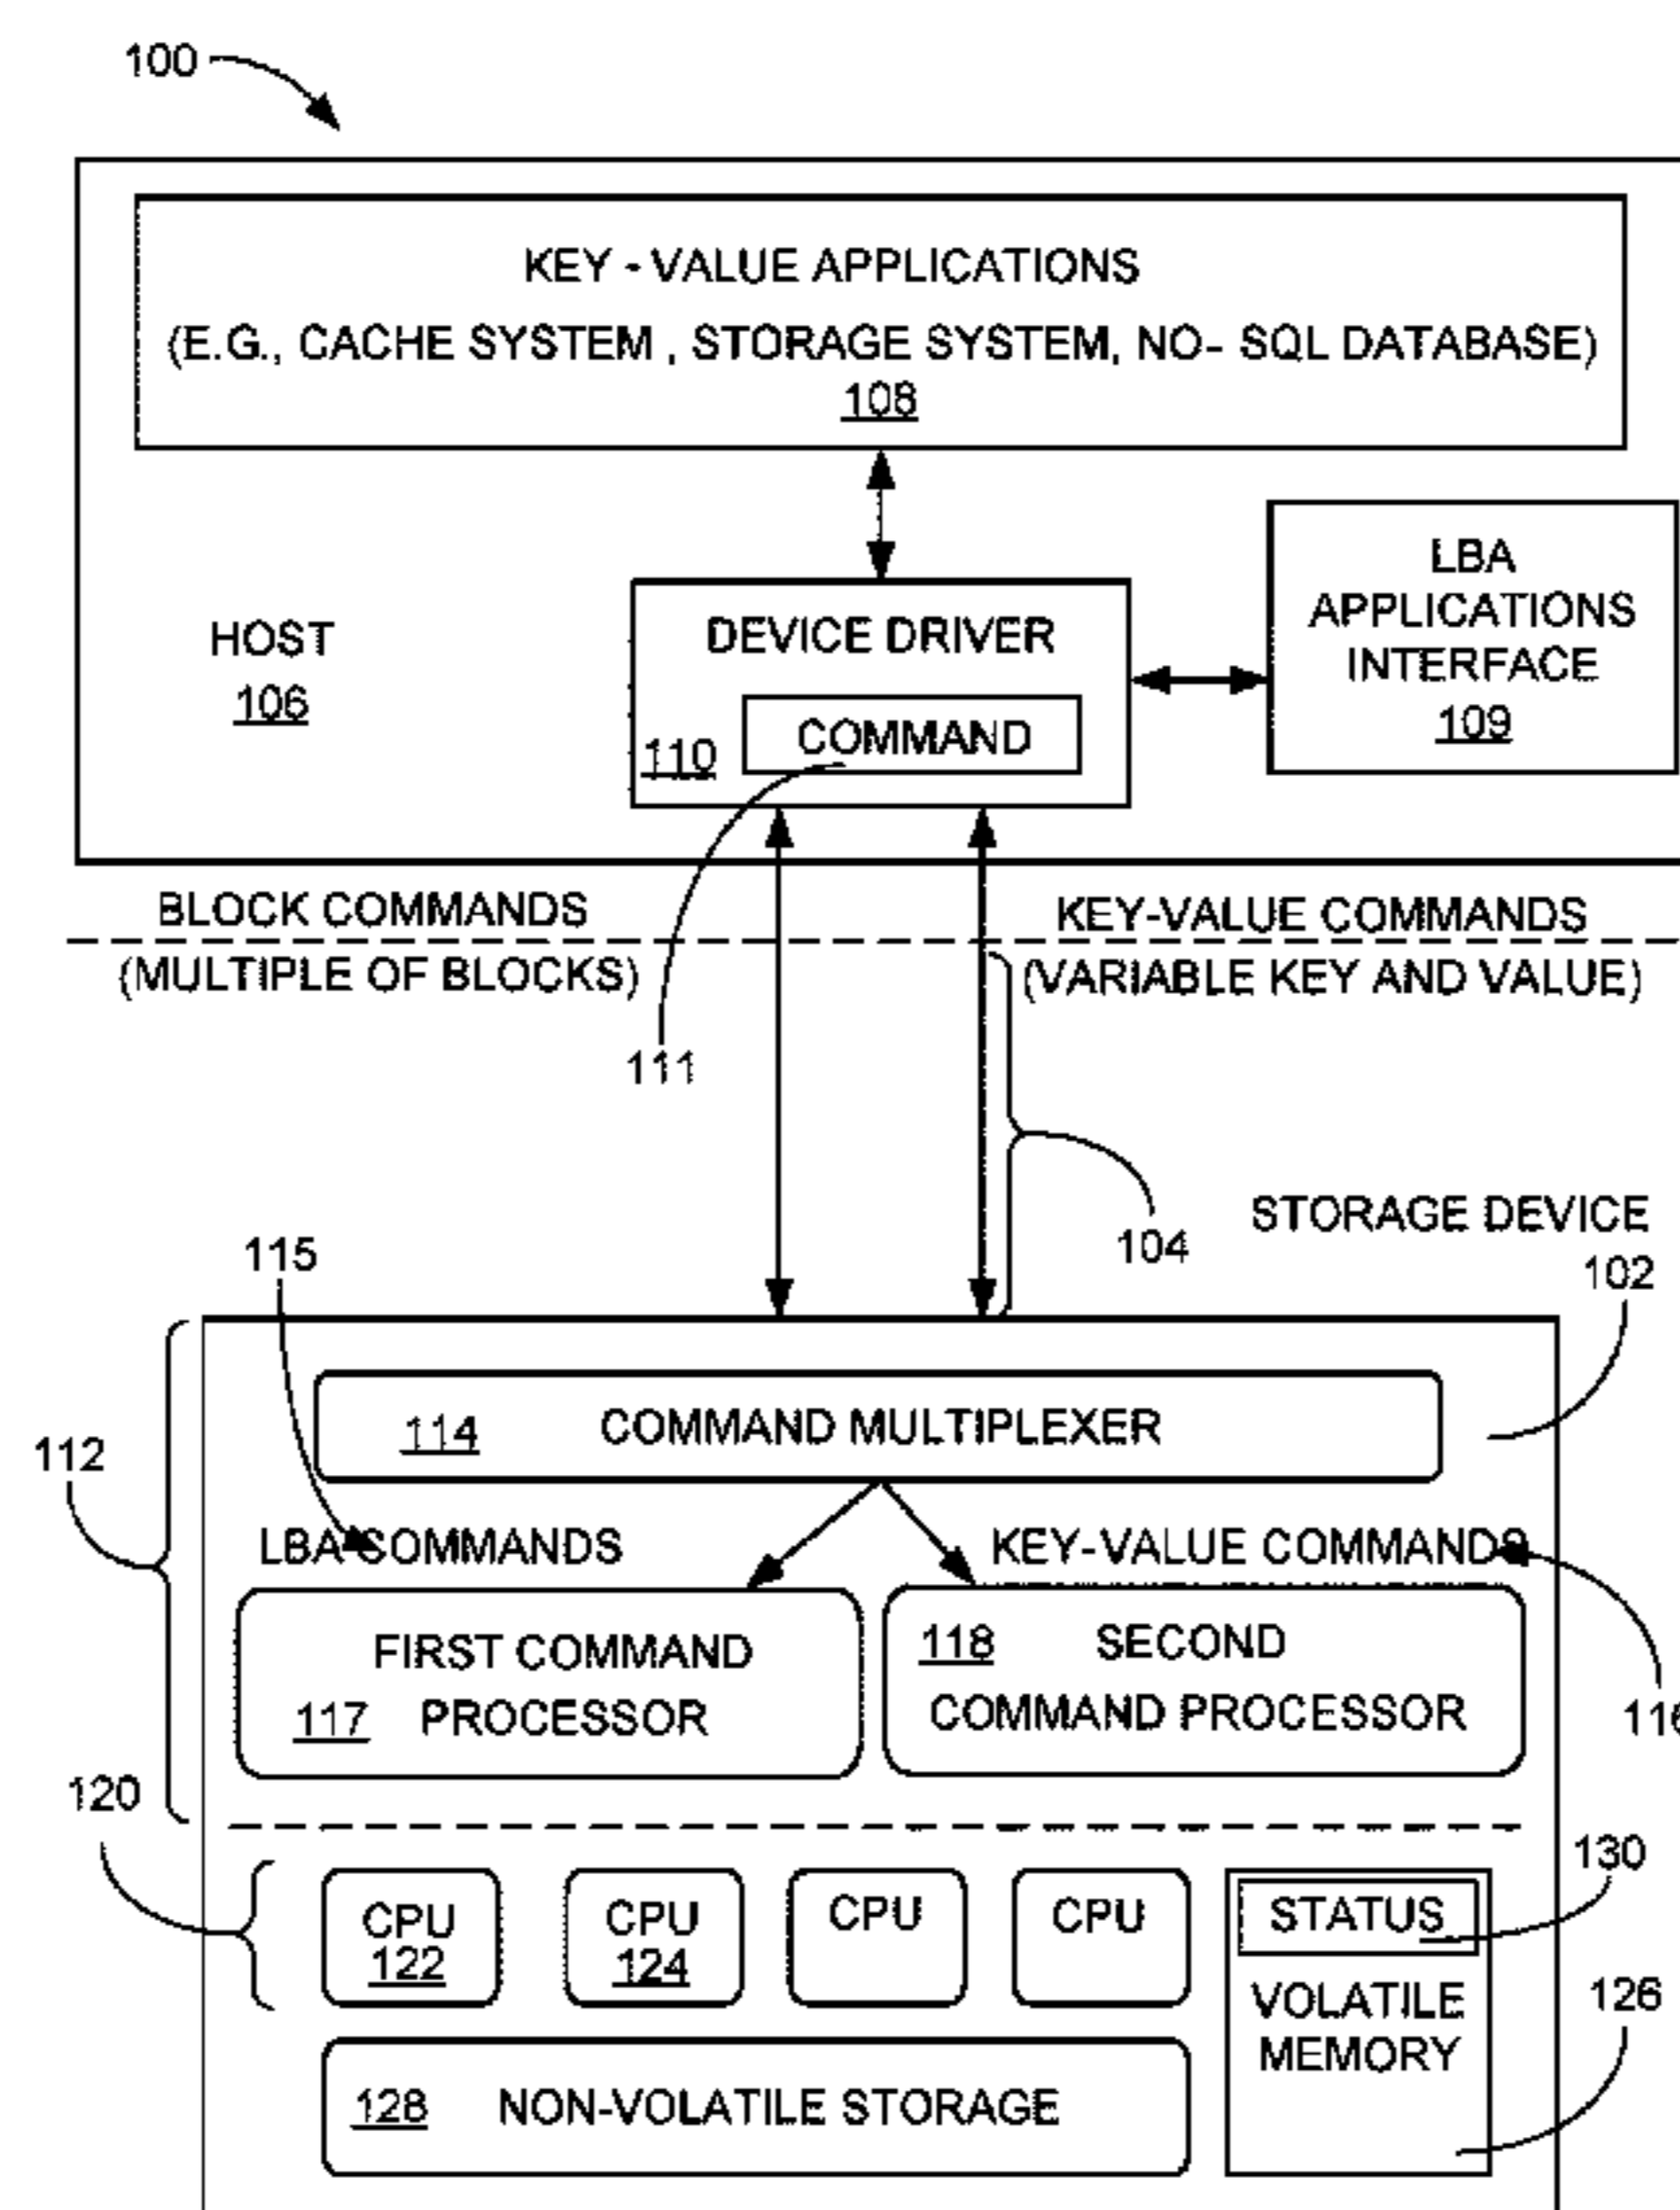 100
KEY - VALUE APPLICATIONS
(E.G., CACHE SYSTEM , STORAGE SYSTEM, NO- SQL DATABASE)
108
HOST
106
DEVICE DRIVER
COMMAND
110
LBA
APPLICATIONS
INTERFACE
109
BLOCK COMMANDS
(MULTIPLE OF BLOCKS)
KEY-VALUE COMMANDS
(VARIABLE KEY AND VALUE)
111
104
STORAGE DEVICE
102
115
112
114 COMMAND MULTIPLEXER
LBA COMMANDS
KEY-VALUE COMMANDS
FIRST COMMAND
117 PROCESSOR
118 SECOND
COMMAND PROCESSOR
116
120
CPU
122
CPU
124
CPU
CPU
STATUS
130
VOLATILE
MEMORY
126
128 NON-VOLATILE STORAGE